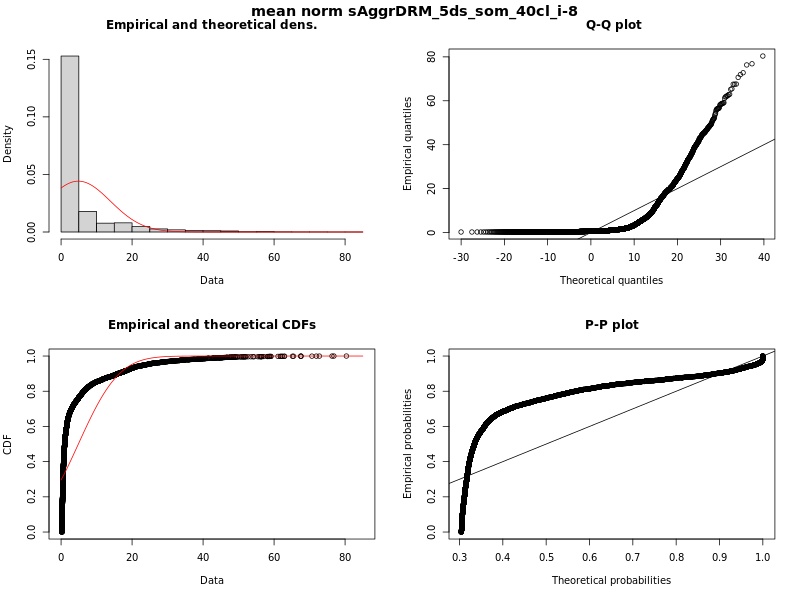 mean norm sAggrDRM_5ds_som_40cl_i-8
Empirical and theoretical dens.
Density
0.00 0.05 0.10 0.15
0 20 40 60 80
Data
Q-Q plot
Empirical quantiles
0 20 40 60 80
-30 -20 -10 0 10 20 30 40
Theoretical quantiles
Empirical and theoretical CDFs
CDF
0.0 0.2 0.4 0.6 0.8 1.0
0 20 40 60 80
Data
P-P plot
Empirical probabilities
0.0 0.2 0.4 0.6 0.8 1.0
0.3 0.4 0.5 0.6 0.7 0.8 0.9 1.0
Theoretical probabilities